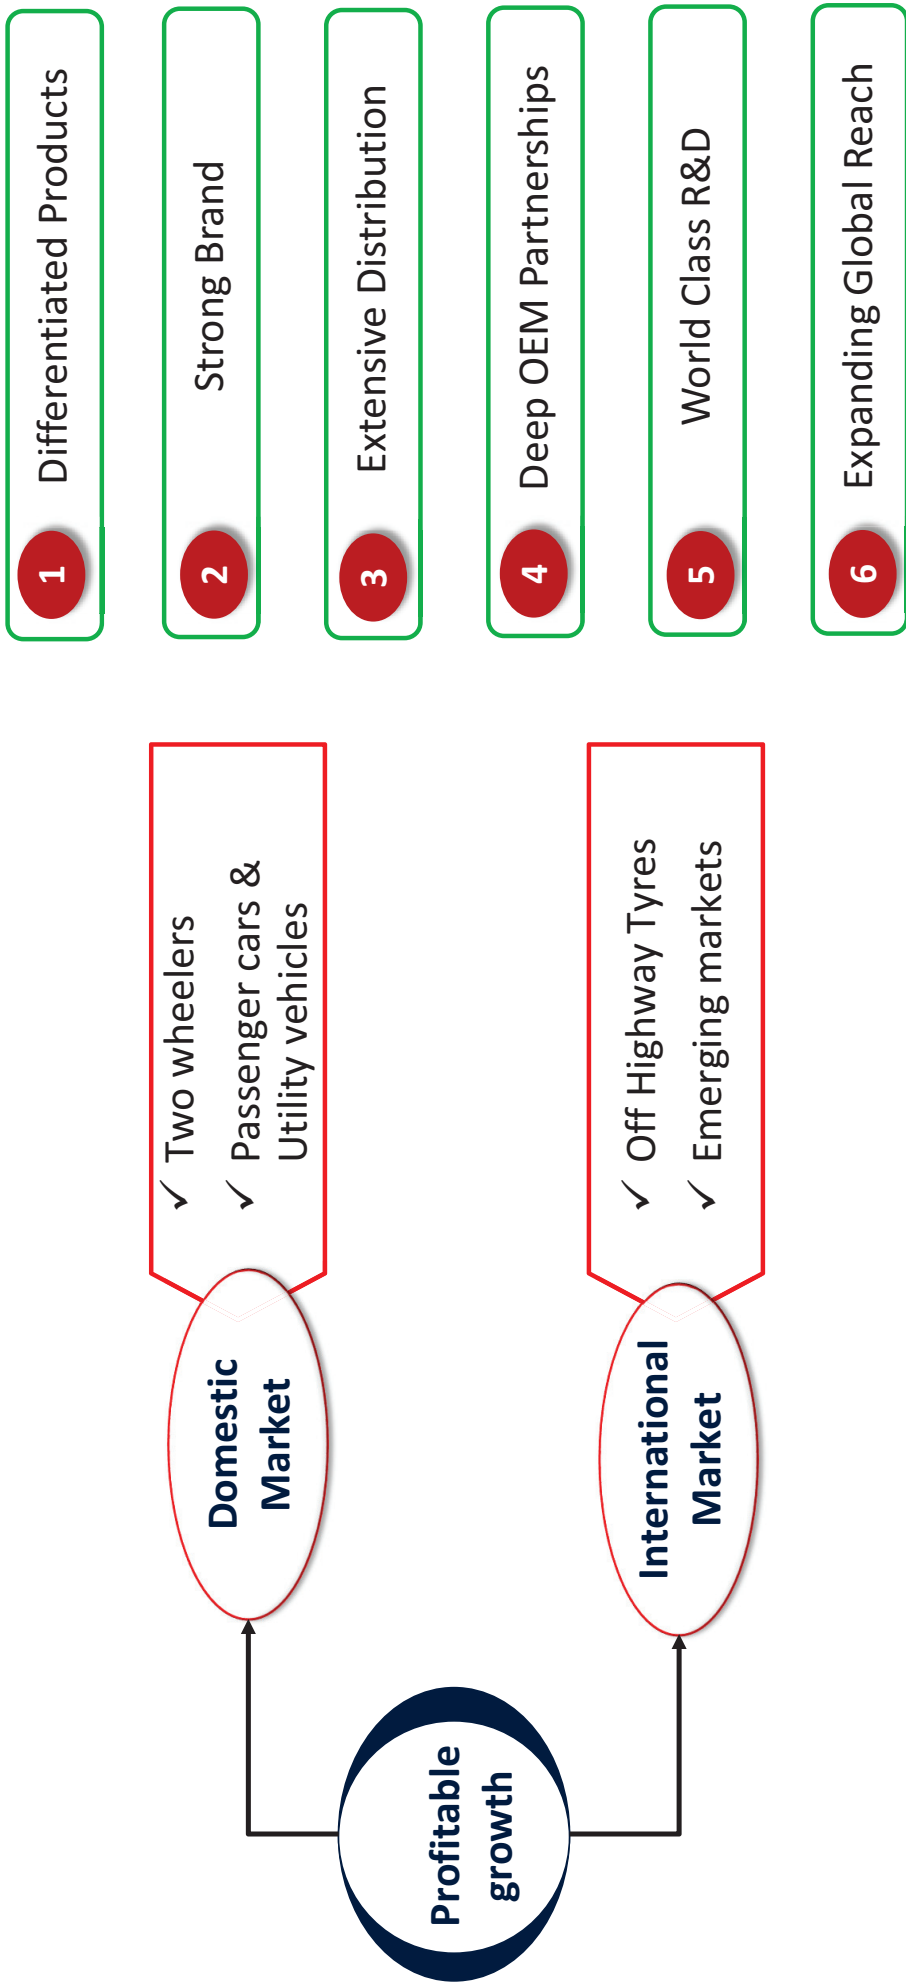 Profitable
growth
Domestic
Market
✓ Two wheelers
✓ Passenger cars &
Utility vehicles
International
Market
✓ Off Highway Tyres
✓ Emerging markets
1 Differentiated Products
2 Strong Brand
3 Extensive Distribution
4 Deep OEM Partnerships
5 World Class R&D
6 Expanding Global Reach